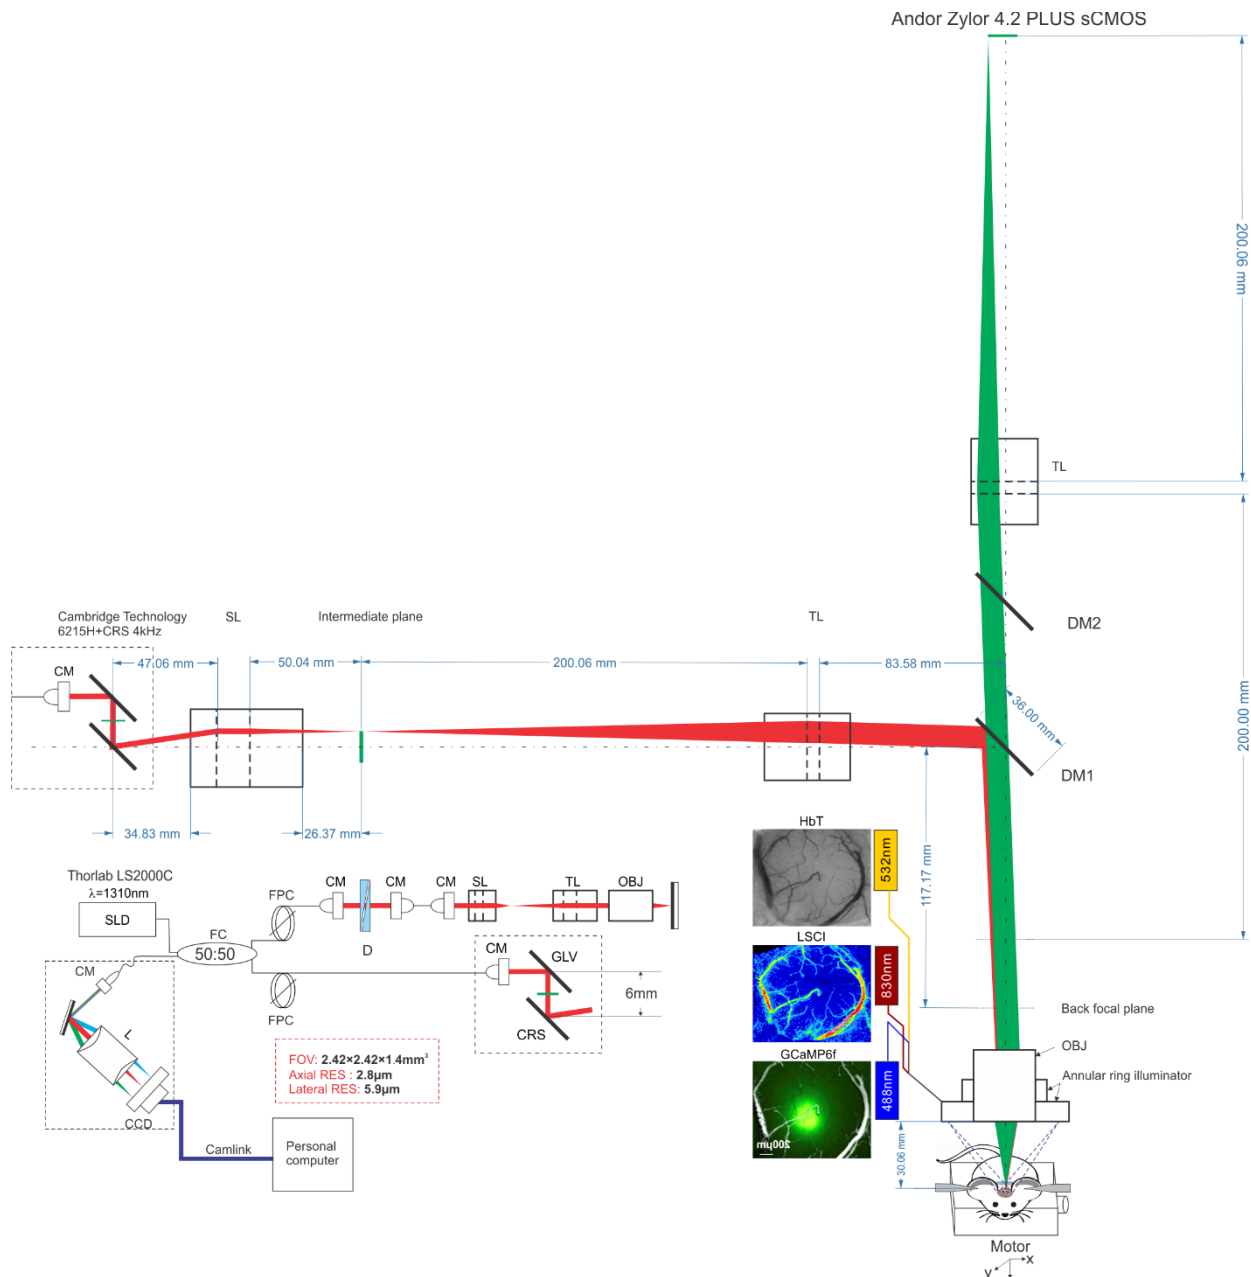 Andor Zylor 4.2 PLUS sCMOS
200.06 mm
TL
DM2
200.00 mm
36.00 mm
DM1
Cambridge Technology
6215H+CRS 4kHz
SL
Intermediate plane
TL
47.06 mm
50.04 mm
200.06 mm
83.58 mm
CM
34.83 mm
26.37 mm
117.17 mm
HbT
532nm
LSCI
830nm
GCaMP6f
488nm
200µm
Back focal plane
OBJ
Annular ring illuminator
30.06 mm
Motor
x
y
Thorlab LS2000C
λ=1310nm
SLD
FC
50:50
FPC
CM
CM
CM
SL
TL
OBJ
D
FPC
CM
GLV
6mm
CRS
CM
L
CCD
Camlink
Personal
computer
FOV: 2.42×2.42×1.4mm³
Axial RES : 2.8µm
Lateral RES: 5.9µm